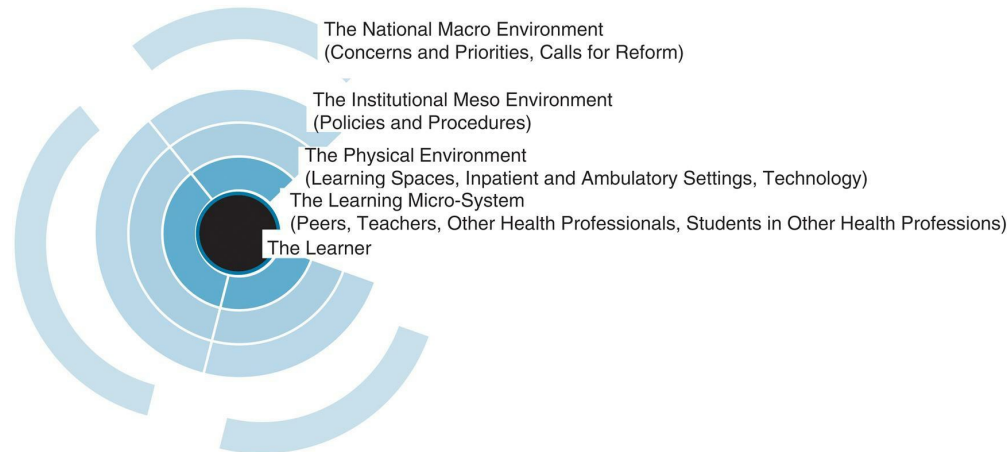 The National Macro Environment
(Concerns and Priorities, Calls for Reform)
The Institutional Meso Environment
(Policies and Procedures)
The Physical Environment
(Learning Spaces, Inpatient and Ambulatory Settings, Technology)
The Learning Micro-System
(Peers, Teachers, Other Health Professionals, Students in Other Health Professions)
The Learner